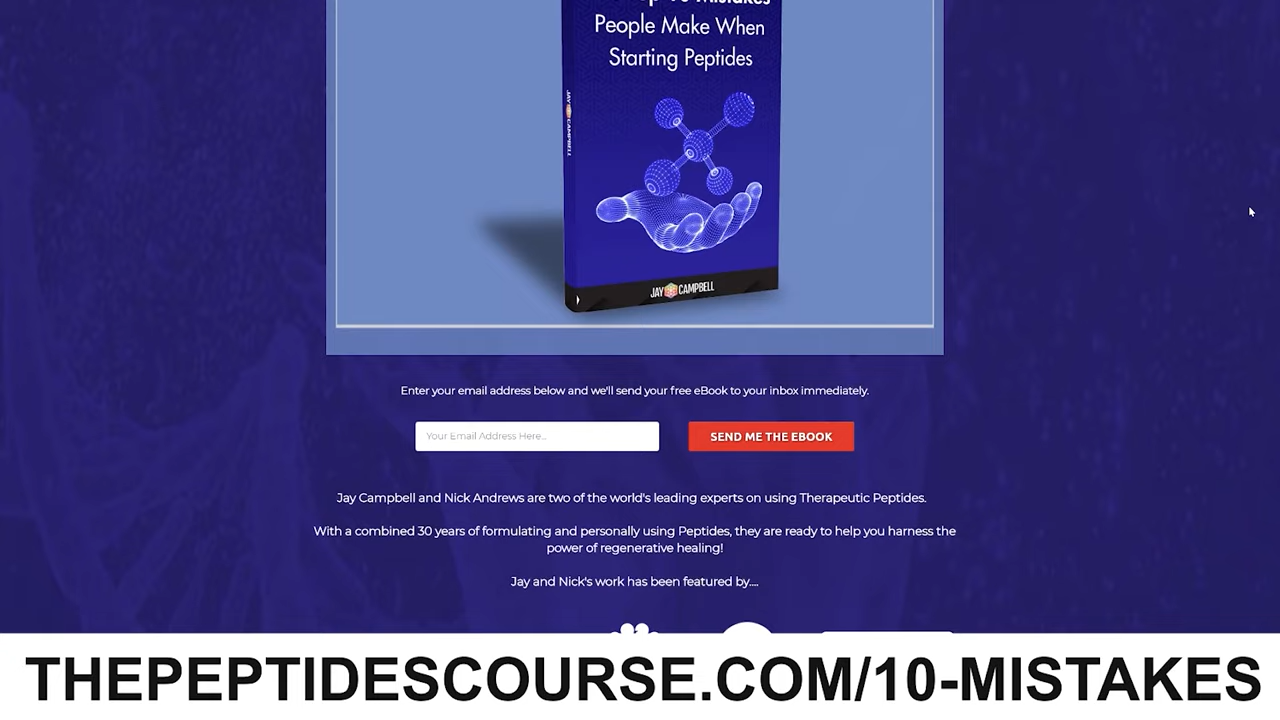 10 Mistakes
People Make When
Starting Peptides
JAY CAMPBELL
JAY CAMPBELL
Enter your email address below and we'll send your free eBook to your inbox immediately.
Your Email Address Here...
SEND ME THE EBOOK
Jay Campbell and Nick Andrews are two of the world's leading experts on using Therapeutic Peptides.
With a combined 30 years of formulating and personally using Peptides, they are ready to help you harness the
power of regenerative healing!
Jay and Nick's work has been featured by....
THEPEPTIDESCOURSE.COM/10-MISTAKES